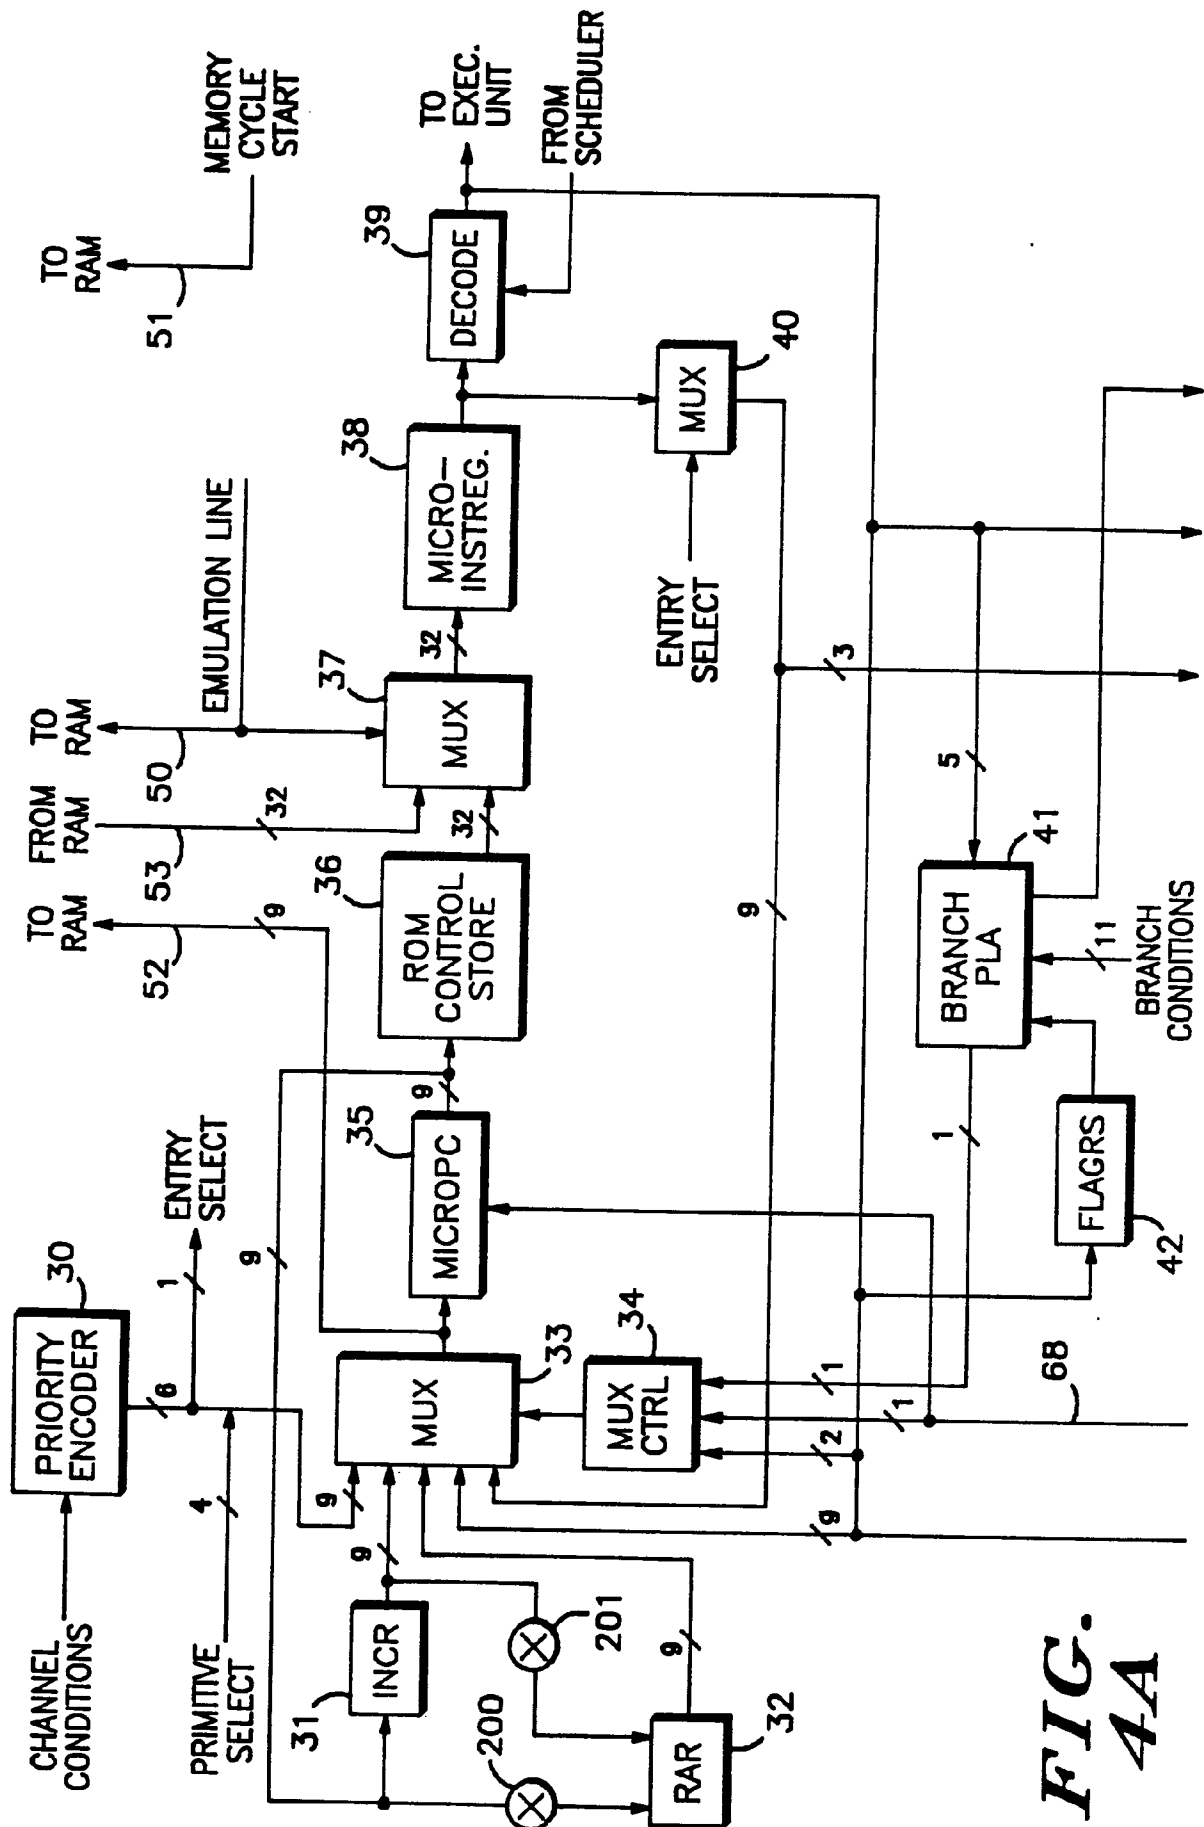 CHANNEL
CONDITIONS
PRIORITY
ENCODER
30
6
PRIMITIVE
SELECT
4
1
ENTRY
SELECT
9
TO
RAM
52
9
FROM
RAM
53
32
TO
RAM
50
EMULATION LINE
TO
RAM
51
MEMORY
CYCLE
START
31
INCR
9
9
200
201
RAR
32
9
MUX
33
MICROPC
35
9
ROM
CONTROL
STORE
36
32
MUX
37
32
MICRO-
INSTREG.
38
DECODE
39
TO
EXEC.
UNIT
FROM
SCHEDULER
MUX
CTRL
34
2
1
1
9
68
ENTRY
SELECT
MUX
40
9
3
5
BRANCH
PLA
41
1
11
BRANCH
CONDITIONS
FLAGRS
42
FIG.
4A